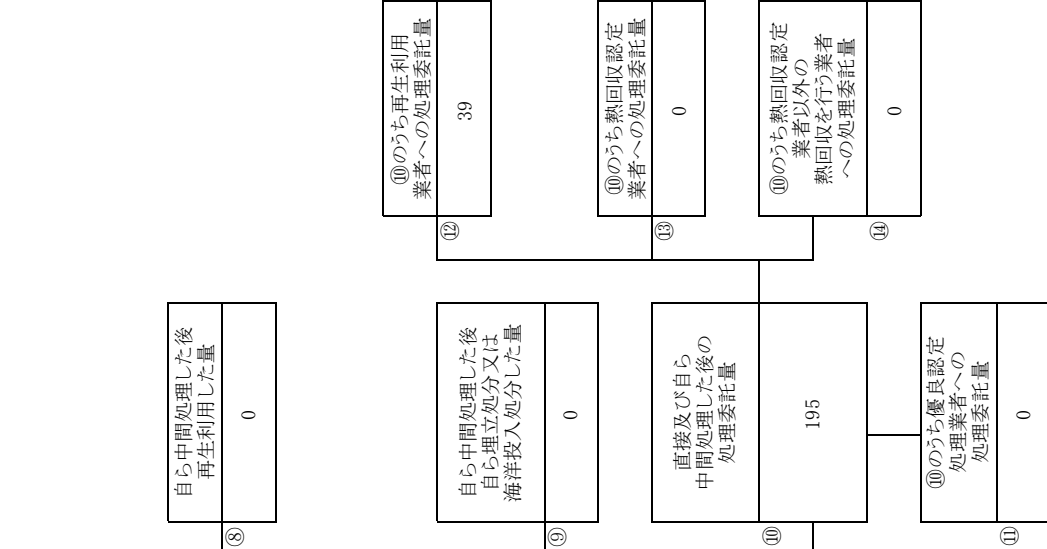 ⑧
自ら中間処理した後
再生利用した量
0
⑨
自ら中間処理した後
自ら埋立処分又は
海洋投入処分した量
0
⑩
直接及び自ら
中間処理した後の
処理委託量
195
⑪
⑩のうち優良認定
処理業者への
処理委託量
0
⑫
⑩のうち再生利用
業者への処理委託量
39
⑬
⑩のうち熱回収認定
業者への処理委託量
0
⑭
⑩のうち熱回収認定
業者以外の
熱回収を行う業者
への処理委託量
0